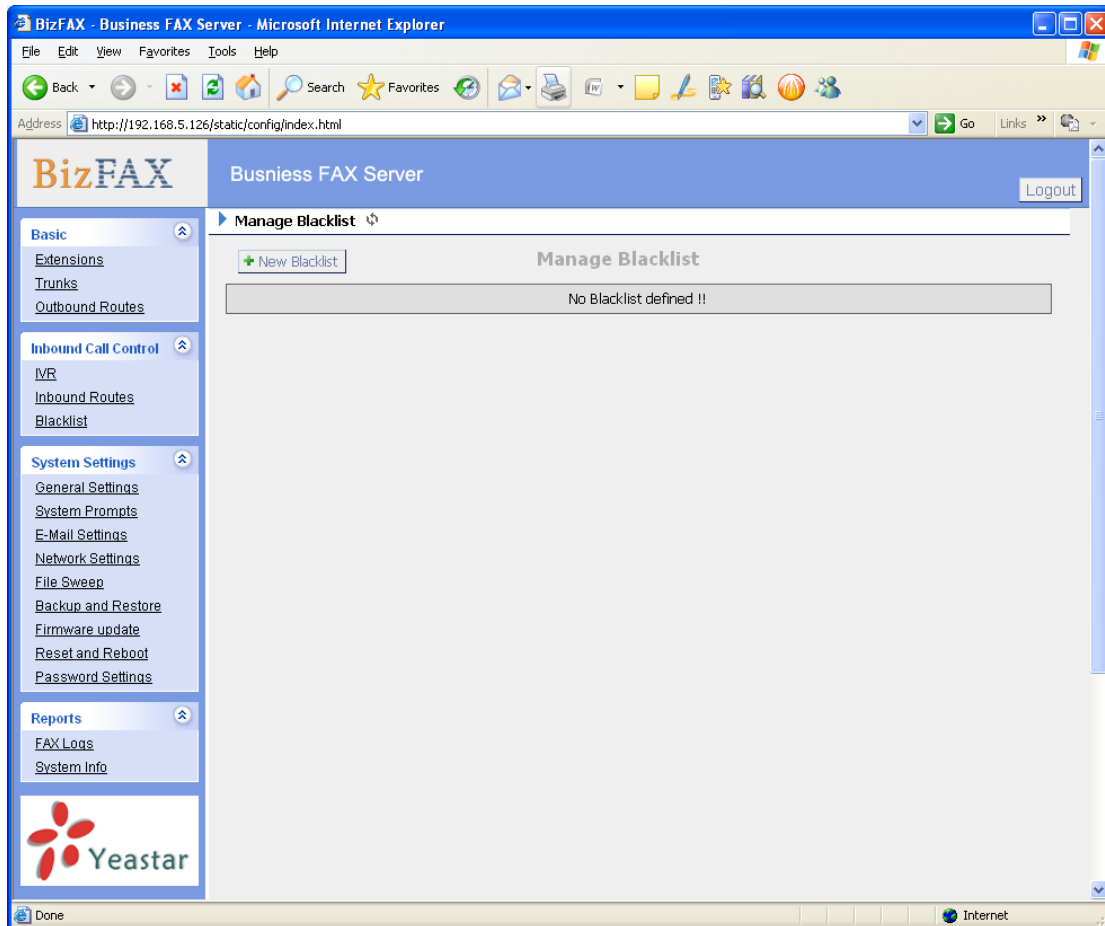 BizFAX - Business FAX Server - Microsoft Internet Explorer
File Edit View Favorites Tools Help
Back Search Favorites
Address http://192.168.5.126/static/config/index.html Go Links »
BizFAX
Busniess FAX Server
Logout
Manage Blacklist
Basic
Extensions
Trunks
Outbound Routes
Inbound Call Control
IVR
Inbound Routes
Blacklist
System Settings
General Settings
System Prompts
E-Mail Settings
Network Settings
File Sweep
Backup and Restore
Firmware update
Reset and Reboot
Password Settings
Reports
FAX Logs
System Info
Yeastar
New Blacklist
Manage Blacklist
No Blacklist defined !!
Done Internet